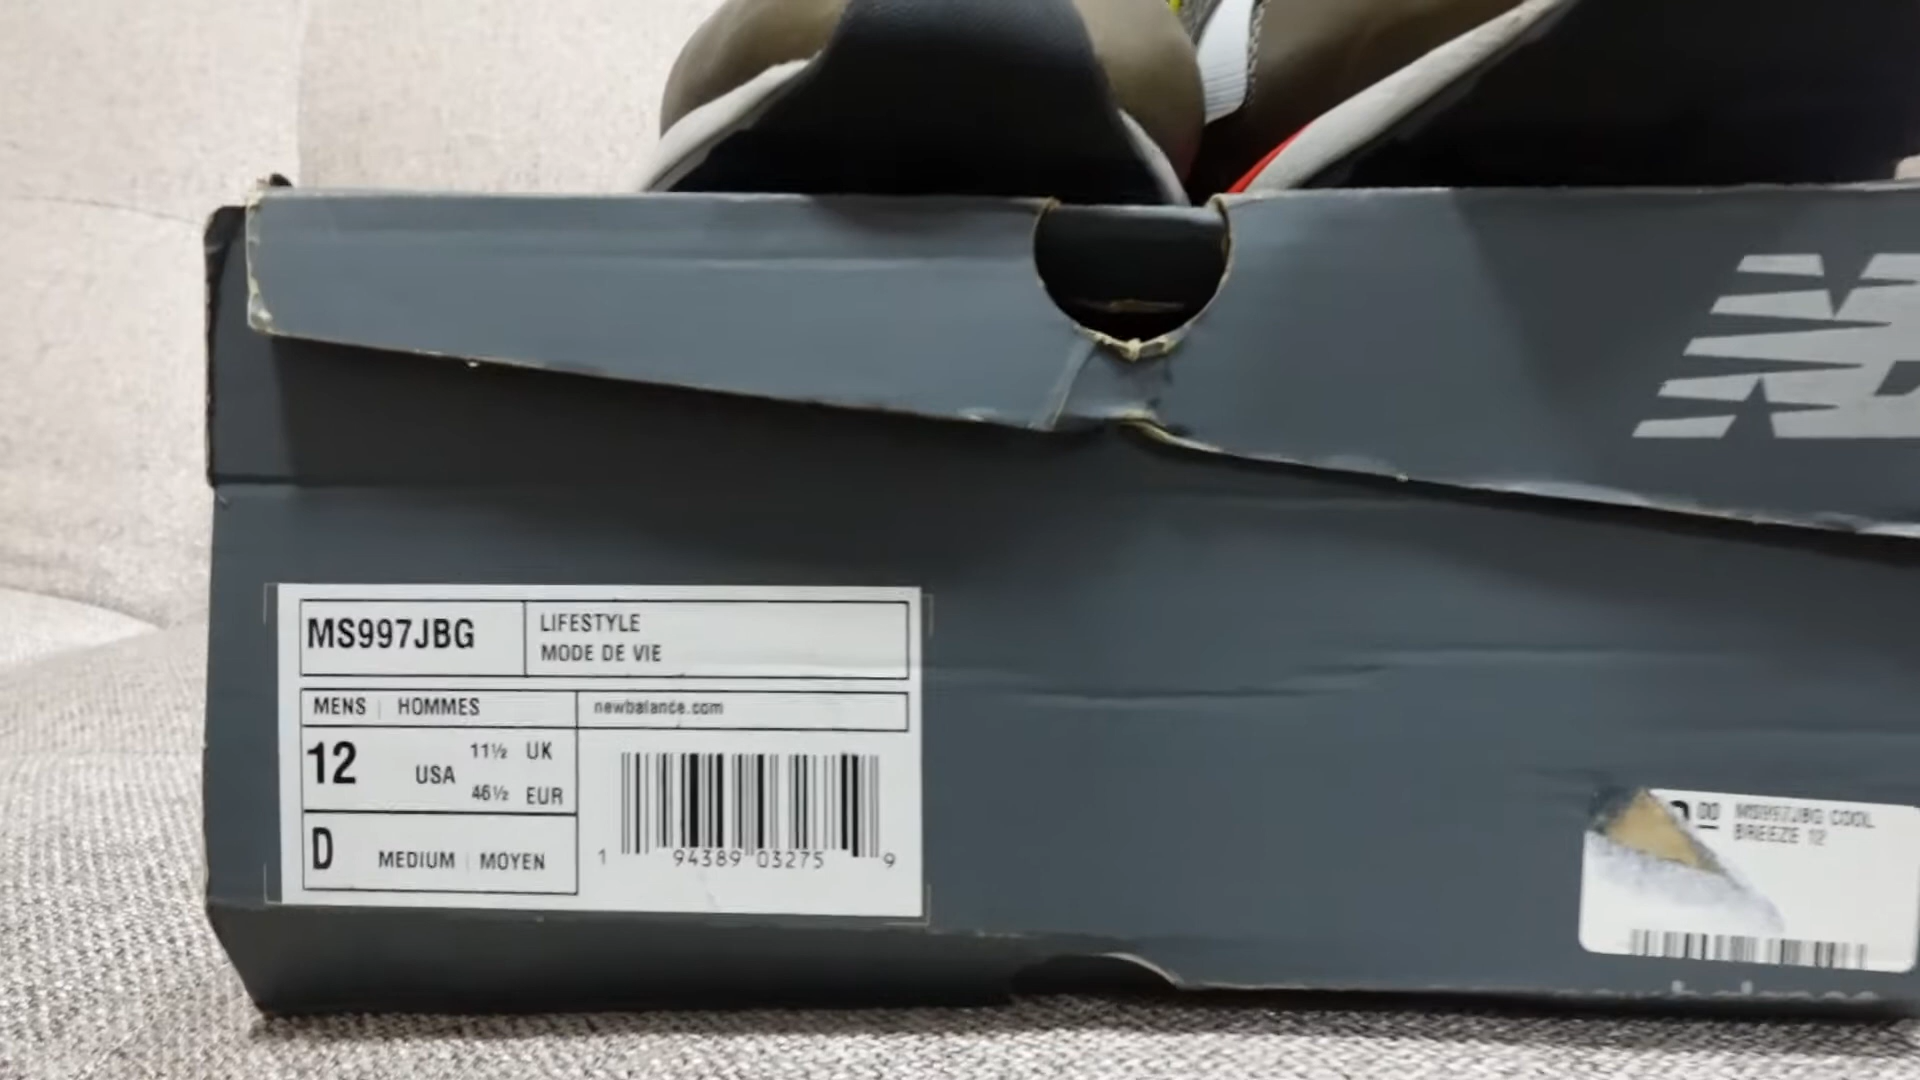 MS997JBG
LIFESTYLE
MODE DE VIE
MENS | HOMMES
newbalance.com
12
USA
11½ UK
46½ EUR
D
MEDIUM | MOYEN
1 94389 03275 9
00 MS997JBG COOL
BREEZE 12